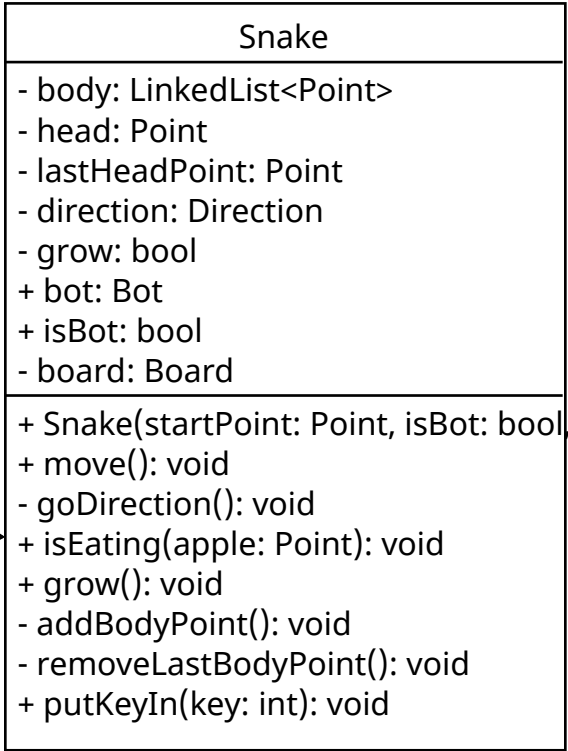 Snake
- body: LinkedList<Point>
- head: Point
- lastHeadPoint: Point
- direction: Direction
- grow: bool
+ bot: Bot
+ isBot: bool
- board: Board
+ Snake(startPoint: Point, isBot: bool,
+ move(): void
- goDirection(): void
+ isEating(apple: Point): void
+ grow(): void
- addBodyPoint(): void
- removeLastBodyPoint(): void
+ putKeyIn(key: int): void